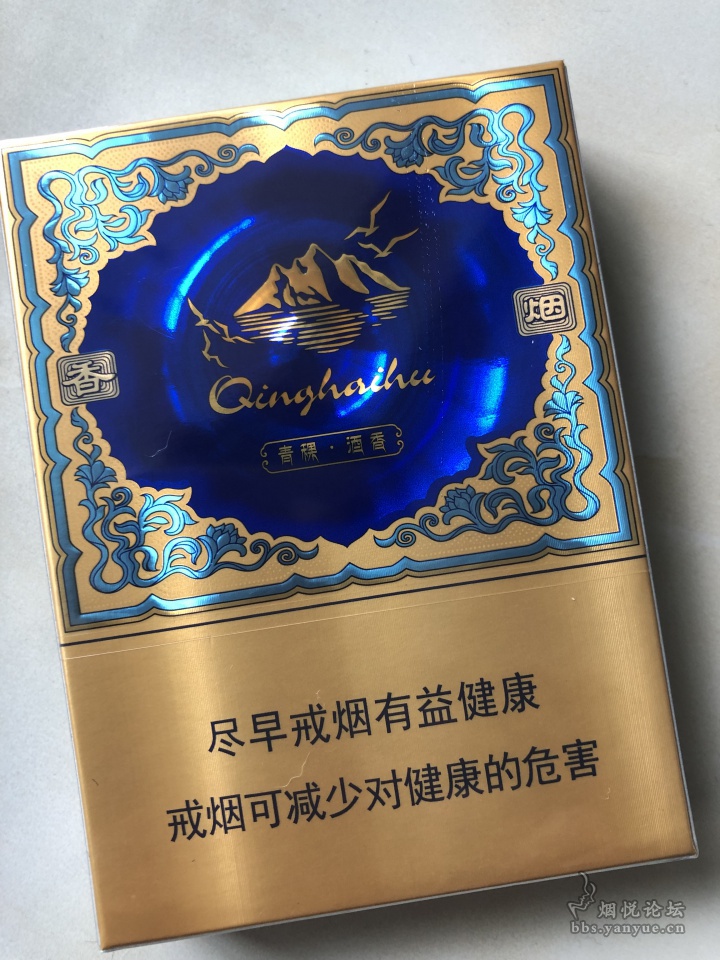 香
烟
Qinghaihu
青稞·酒香
尽早戒烟有益健康
戒烟可减少对健康的危害
烟悦论坛
bbs.yanyue.cn